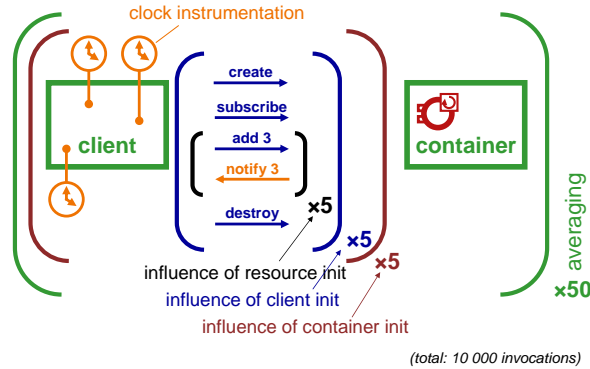 clock instrumentation
create
subscribe
add 3
notify 3
destroy
client
container
×5
×5
×5
influence of resource init
influence of client init
influence of container init
averaging
×50
(total: 10 000 invocations)